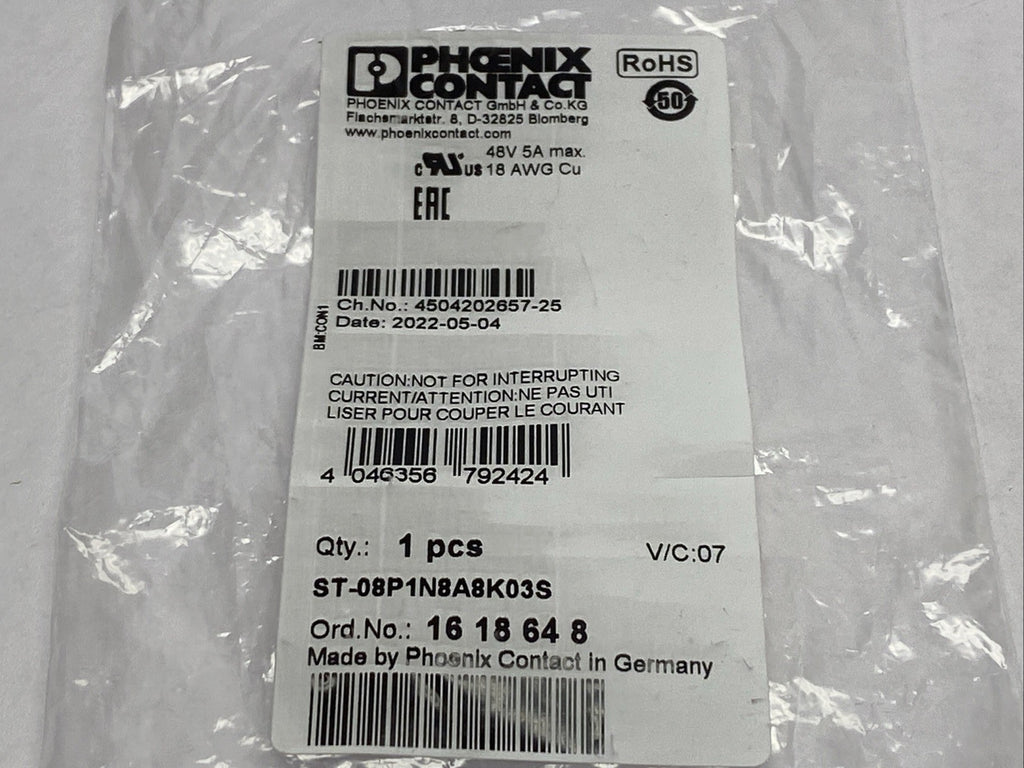 PHŒNIX
CONTACT
RoHS
50
PHOENIX CONTACT GmbH & Co.KG
Flachsmarktstr. 8, D-32825 Blomberg
www.phoenixcontact.com
48V 5A max.
c US 18 AWG Cu
EAC
BM:CON1
Ch.No.: 4504202657-25
Date: 2022-05-04
CAUTION:NOT FOR INTERRUPTING
CURRENT/ATTENTION:NE PAS UTI
LISER POUR COUPER LE COURANT
4 046356 792424
Qty.: 1 pcs V/C:07
ST-08P1N8A8K03S
Ord.No.: 16 18 64 8
Made by Phoenix Contact in Germany